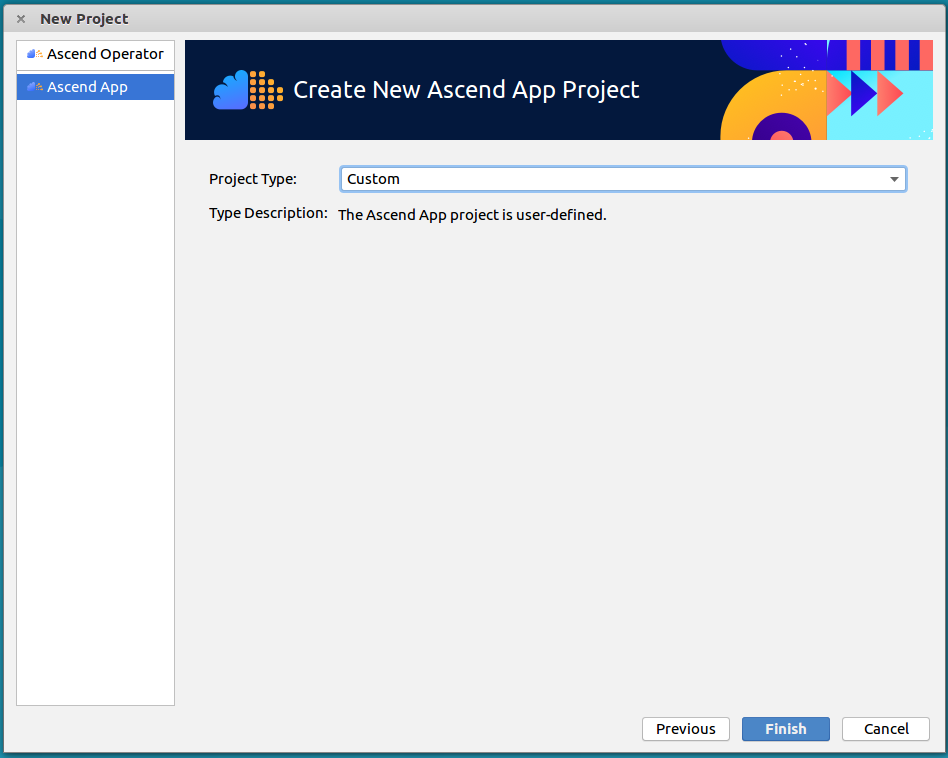 New Project
Ascend Operator
Ascend App
Create New Ascend App Project
Project Type: Custom
Type Description: The Ascend App project is user-defined.
Previous Finish Cancel